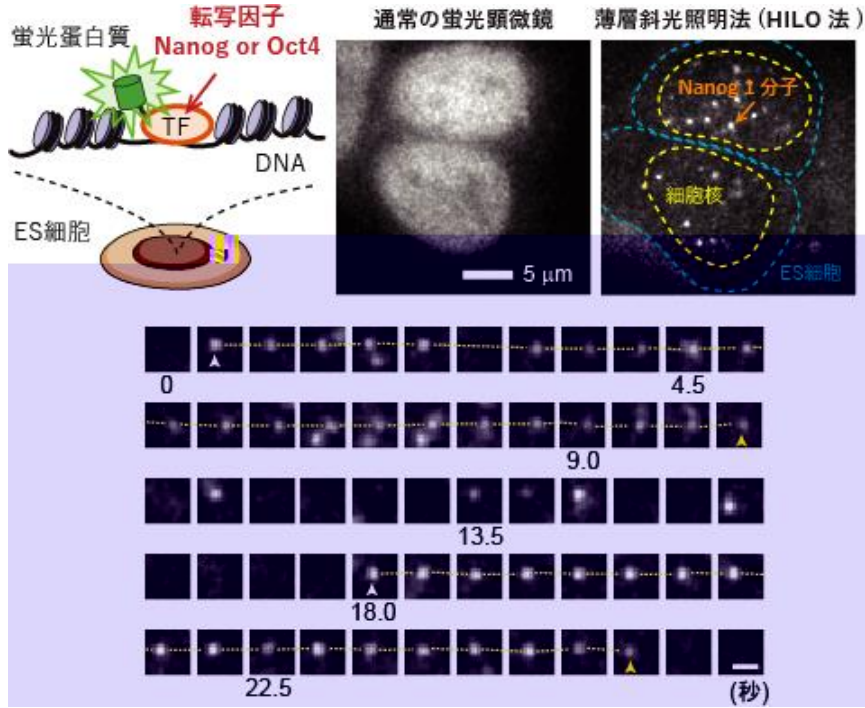 蛍光蛋白質
転写因子
Nanog or Oct4
TF
DNA
ES細胞
通常の蛍光顕微鏡
5 μm
薄層斜光照明法 (HILO 法 )
Nanog 1 分子
細胞核
ES細胞
0
4.5
9.0
13.5
18.0
22.5
(秒)